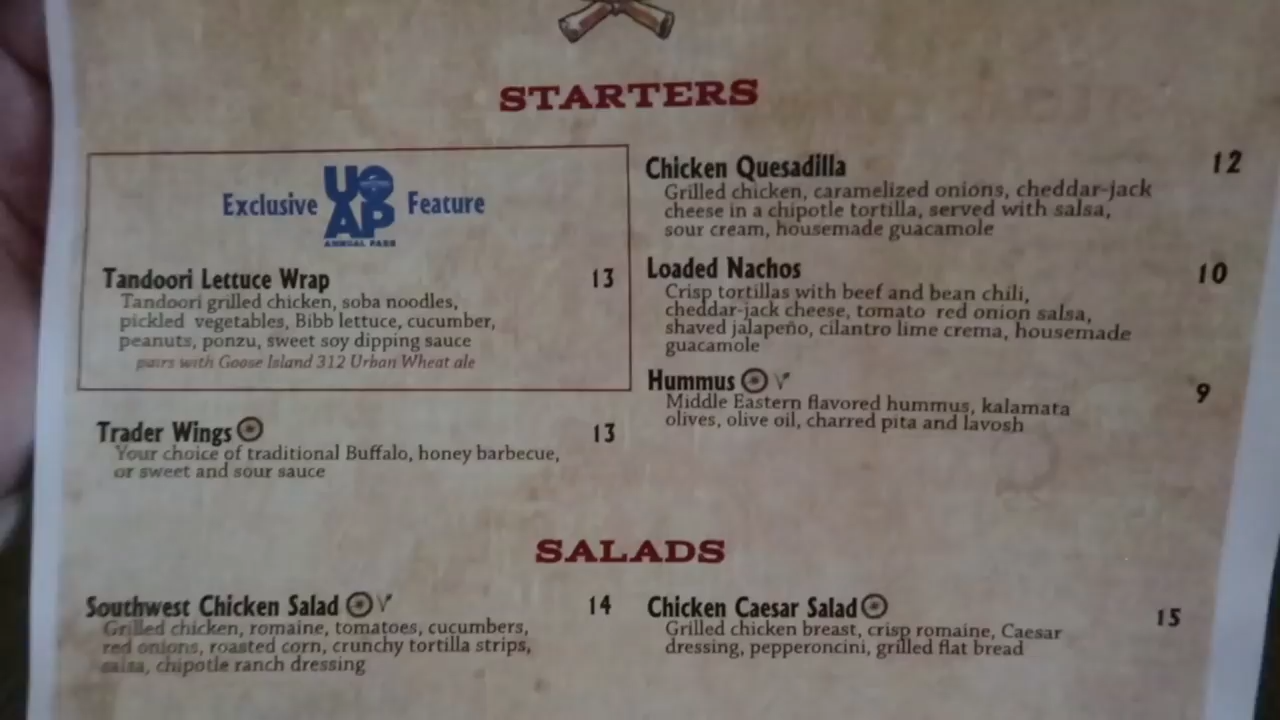 STARTERS
Exclusive UOAP Feature
ANNUAL PASS
Tandoori Lettuce Wrap 13
Tandoori grilled chicken, soba noodles,
pickled vegetables, Bibb lettuce, cucumber,
peanuts, ponzu, sweet soy dipping sauce
pairs with Goose Island 312 Urban Wheat ale
Trader Wings 13
Your choice of traditional Buffalo, honey barbecue,
or sweet and sour sauce
Chicken Quesadilla 12
Grilled chicken, caramelized onions, cheddar-jack
cheese in a chipotle tortilla, served with salsa,
sour cream, housemade guacamole
Loaded Nachos 10
Crisp tortillas with beef and bean chili,
cheddar-jack cheese, tomato red onion salsa,
shaved jalapeño, cilantro lime crema, housemade
guacamole
Hummus 9
Middle Eastern flavored hummus, kalamata
olives, olive oil, charred pita and lavosh
SALADS
Southwest Chicken Salad 14
Grilled chicken, romaine, tomatoes, cucumbers,
red onions, roasted corn, crunchy tortilla strips,
salsa, chipotle ranch dressing
Chicken Caesar Salad 15
Grilled chicken breast, crisp romaine, Caesar
dressing, pepperoncini, grilled flat bread